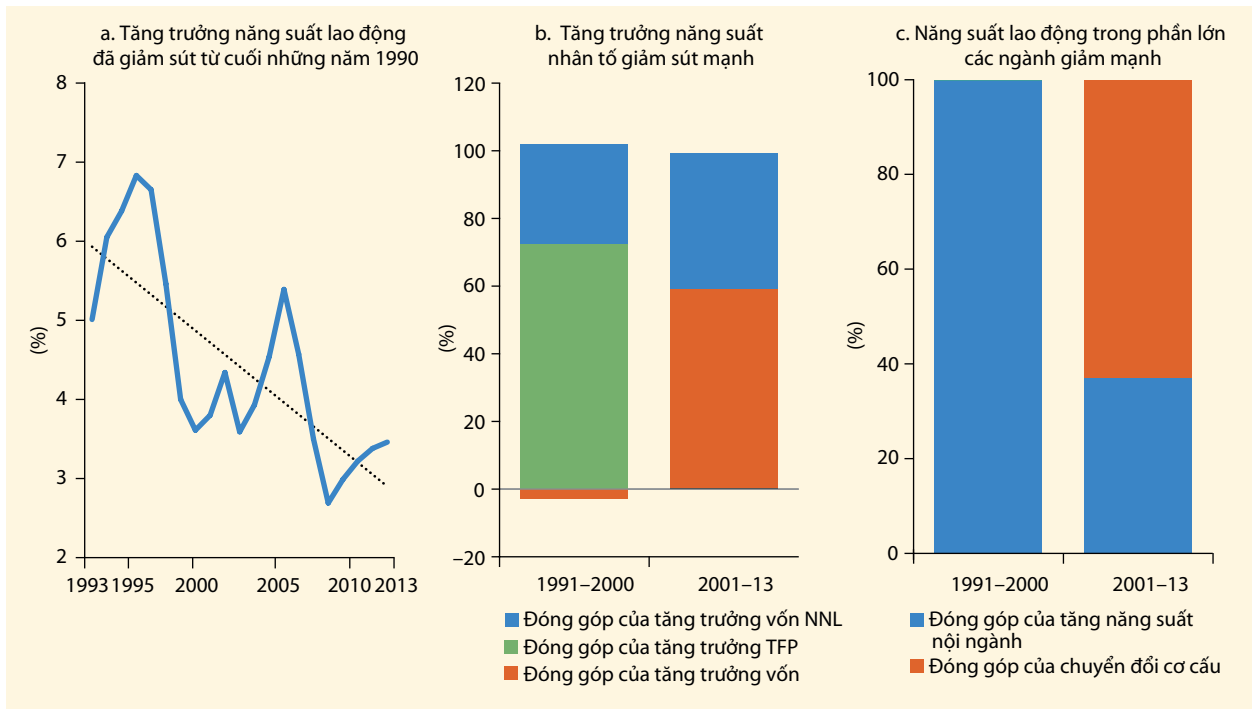 a. Tăng trưởng năng suất lao động
đã giảm sút từ cuối những năm 1990
8
7
6
5
4
3
2
(%)
1993 1995 2000 2005 2010 2013
b. Tăng trưởng năng suất
nhân tố giảm sút mạnh
120
100
80
60
40
20
0
–20
(%)
1991–2000 2001–13
Đóng góp của tăng trưởng vốn NNL
Đóng góp của tăng trưởng TFP
Đóng góp của tăng trưởng vốn
c. Năng suất lao động trong phần lớn
các ngành giảm mạnh
100
80
60
40
20
0
(%)
1991–2000 2001–13
Đóng góp của tăng năng suất
nội ngành
Đóng góp của chuyển đổi cơ cấu